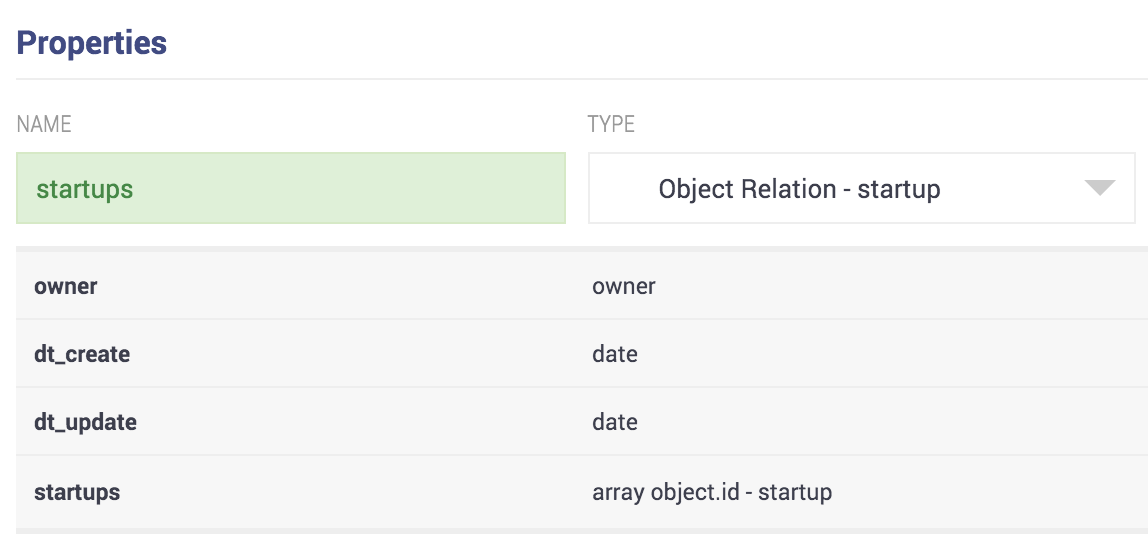 Properties
NAME TYPE
startups Object Relation - startup
owner owner
dt_create date
dt_update date
startups array object.id - startup